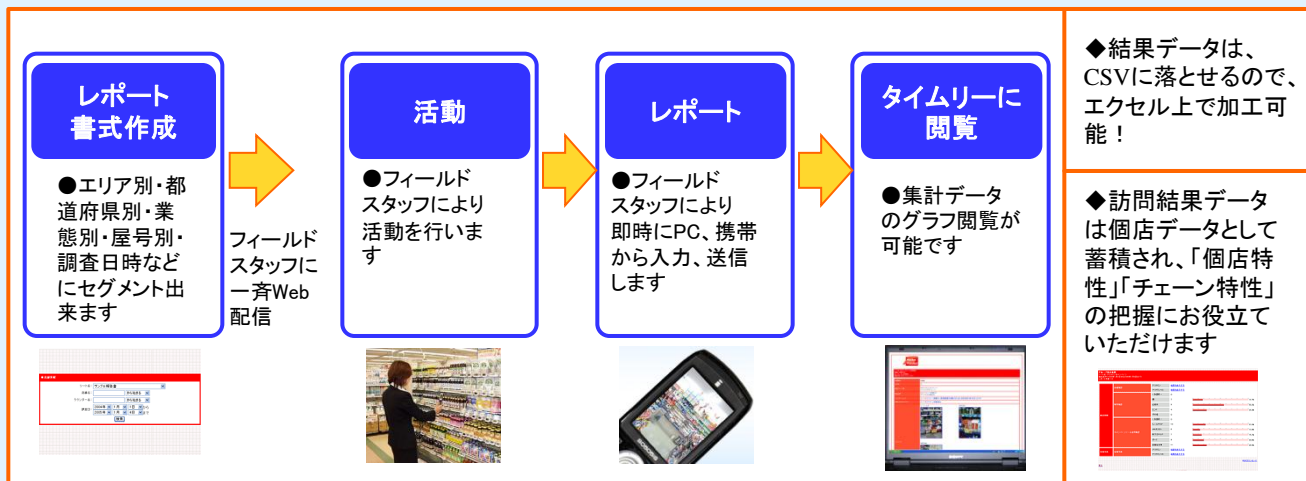 レポート
書式作成
●エリア別・都
道府県別・業
態別・屋号別・
調査日時など
にセグメント出
来ます
フィールド
スタッフに
一斉Web
配信
活動
●フィールド
スタッフにより
活動を行いま
す
レポート
●フィールド
スタッフにより
即時にPC、携帯
から入力、送信
します
タイムリーに
閲覧
●集計データ
のグラフ閲覧が
可能です
◆結果データは、
CSVに落とせるので、
エクセル上で加工可
能！
◆訪問結果データ
は個店データとして
蓄積され、「個店特
性」「チェーン特性」
の把握にお役立て
いただけます